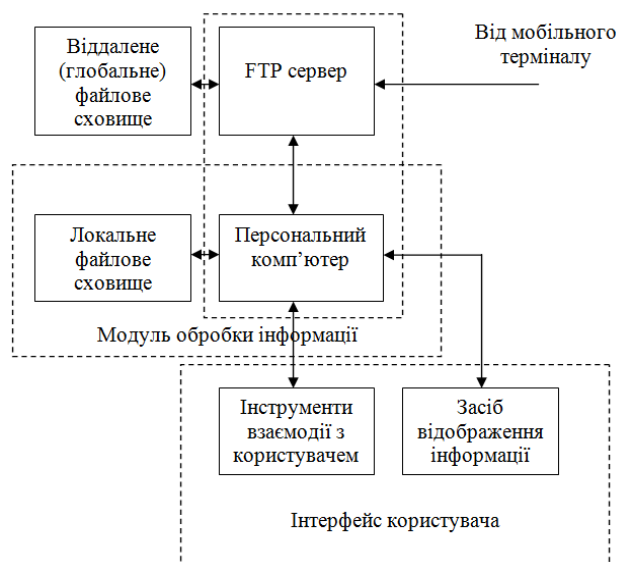 Віддалене
(глобальне)
файлове
сховище
FTP сервер
Від мобільного
терміналу
Локальне
файлове
сховище
Персональний
комп’ютер
Модуль обробки інформації
Інструменти
взаємодії з
користувачем
Засіб
відображення
інформації
Інтерфейс користувача